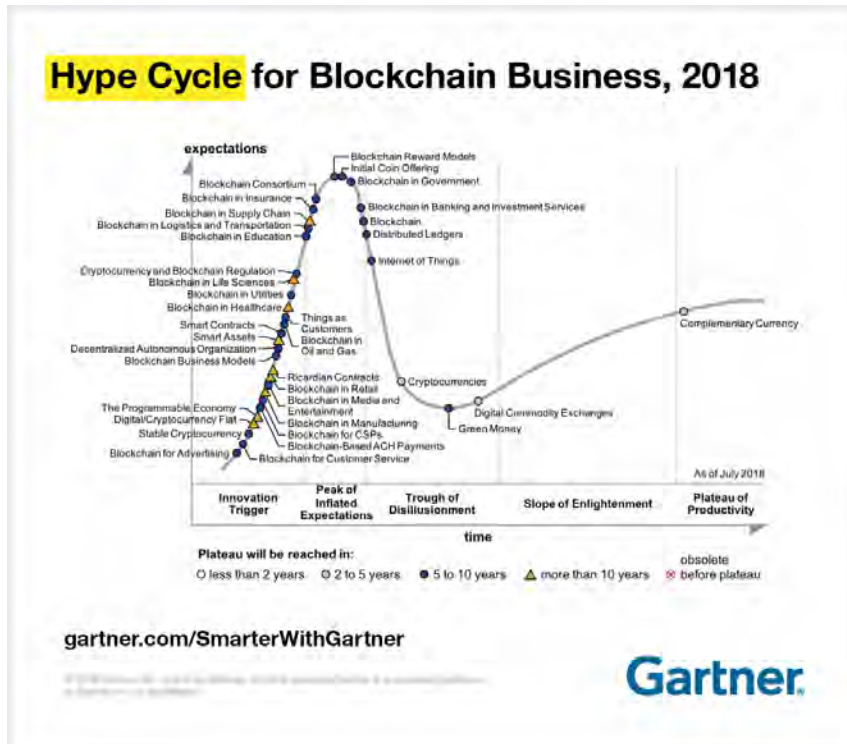 Hype Cycle for Blockchain Business, 2018
expectations
Blockchain Reward Models
Initial Coin Offering
Blockchain in Government
Blockchain Consortium
Blockchain in Insurance
Blockchain in Supply Chain
Blockchain in Logistics and Transportation
Blockchain in Education
Blockchain in Banking and Investment Services
Blockchain
Distributed Ledgers
Internet of Things
Cryptocurrency and Blockchain Regulation
Blockchain in Life Sciences
Blockchain in Utilities
Blockchain in Healthcare
Things as
Customers
Smart Contracts
Blockchain in
Oil and Gas
Smart Assets
Decentralized Autonomous Organization
Blockchain Business Models
Ricardian Contracts
Blockchain in Retail
Blockchain in Media and
Entertainment
The Programmable Economy
Blockchain in Manufacturing
Digital/Cryptocurrency Fiat
Blockchain for CSPs
Stable Cryptocurrency
Blockchain-Based ACH Payments
Blockchain for Advertising
Blockchain for Customer Service
Cryptocurrencies
Digital Commodity Exchanges
Green Money
Complementary Currency
As of July 2018
Innovation
Trigger
Peak of
Inflated
Expectations
Trough of
Disillusionment
Slope of Enlightenment
Plateau of
Productivity
time
Plateau will be reached in:
less than 2 years
2 to 5 years
5 to 10 years
more than 10 years
obsolete
before plateau
gartner.com/SmarterWithGartner
Gartner.